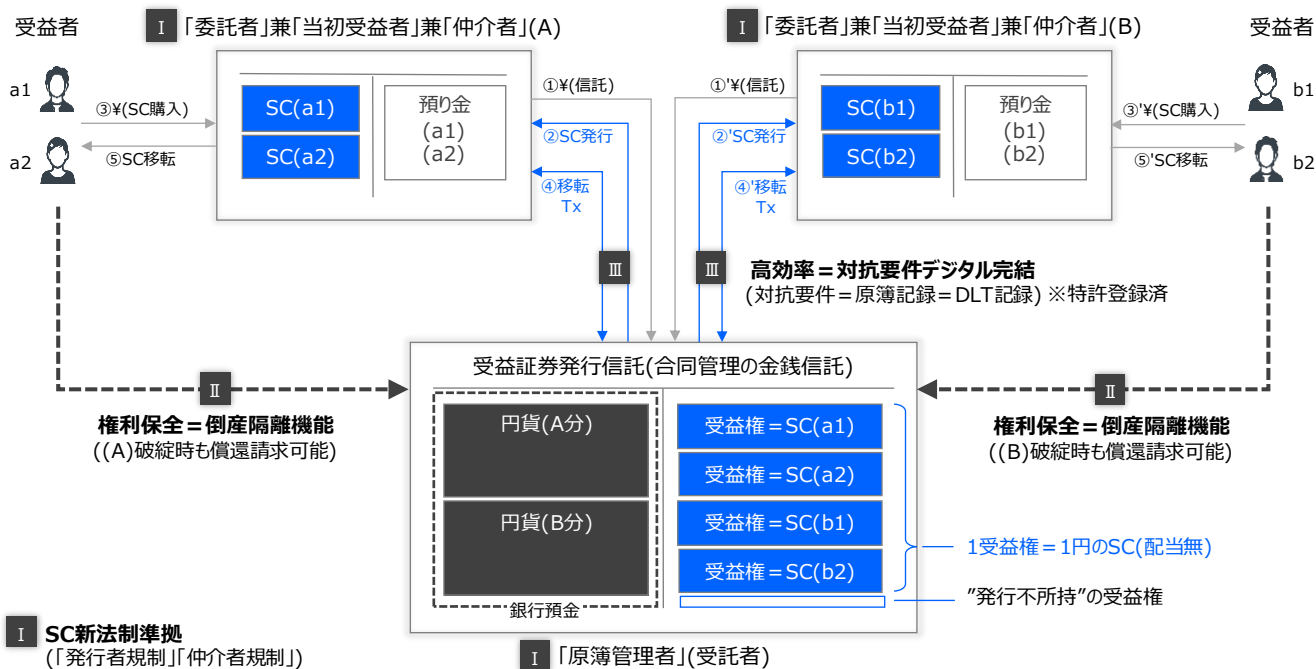 受益者
Ⅰ 「委託者」兼「当初受益者」兼「仲介者」(A)
Ⅰ 「委託者」兼「当初受益者」兼「仲介者」(B)
受益者
a1
a2
③¥(SC購入)
⑤SC移転
SC(a1)
SC(a2)
預り金
(a1)
(a2)
①¥(信託)
②SC発行
④移転
Tx
①'¥(信託)
②'SC発行
④'移転
Tx
SC(b1)
SC(b2)
預り金
(b1)
(b2)
③'¥(SC購入)
⑤'SC移転
b1
b2
Ⅲ
Ⅲ
高効率=対抗要件デジタル完結
(対抗要件=原簿記録=DLT記録) ※特許登録済
Ⅱ
権利保全=倒産隔離機能
((A)破綻時も償還請求可能)
Ⅱ
権利保全=倒産隔離機能
((B)破綻時も償還請求可能)
受益証券発行信託(合同管理の金銭信託)
円貨(A分)
円貨(B分)
銀行預金
受益権=SC(a1)
受益権=SC(a2)
受益権=SC(b1)
受益権=SC(b2)
1受益権=1円のSC(配当無)
”発行不所持”の受益権
Ⅰ SC新法制準拠
(「発行者規制」「仲介者規制」)
Ⅰ 「原簿管理者」(受託者)